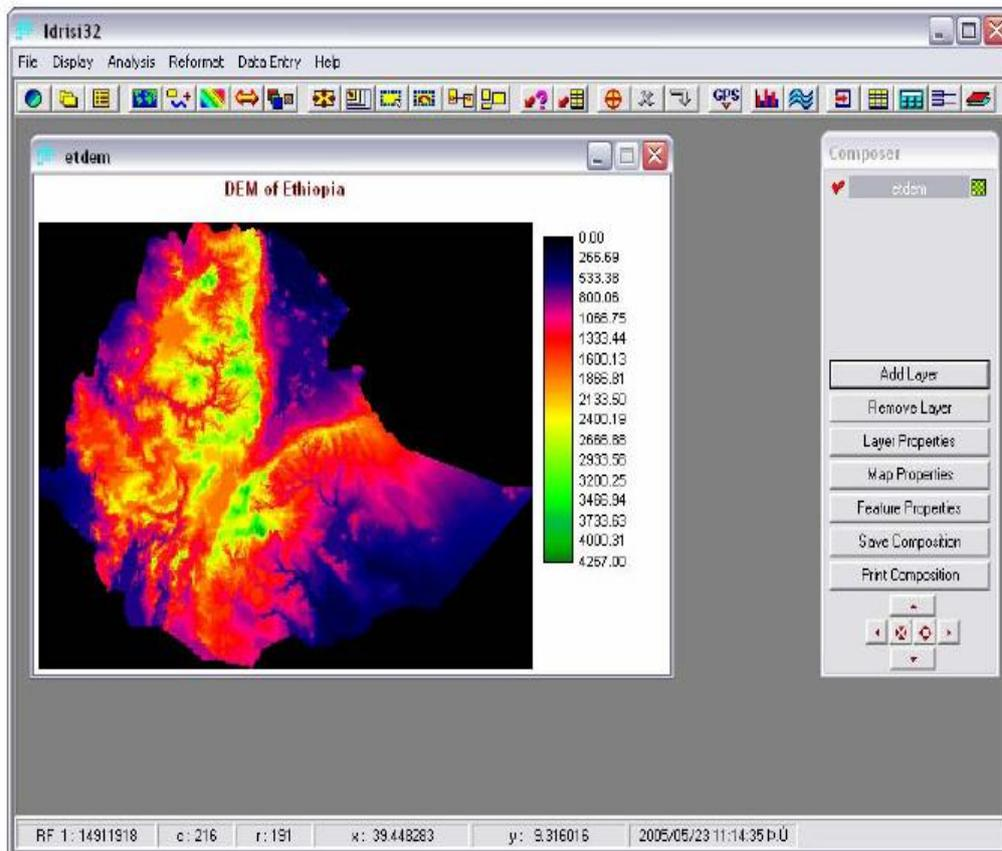 Idrisi32
File Display Analysis Reformat Data Entry Help
GPS
etdem
DEM of Ethiopia
0.00
266.69
533.38
800.06
1066.75
1333.44
1600.13
1866.81
2133.50
2400.19
2666.88
2933.56
3200.25
3466.94
3733.63
4000.31
4267.00
Composer
etdem
Add Layer
Remove Layer
Layer Properties
Map Properties
Feature Properties
Save Composition
Print Composition
RF 1 : 14911918 c : 216 r : 191 x : 39.448283 y : 9.316016 2005/05/23 11:14:35 Þ.Ú